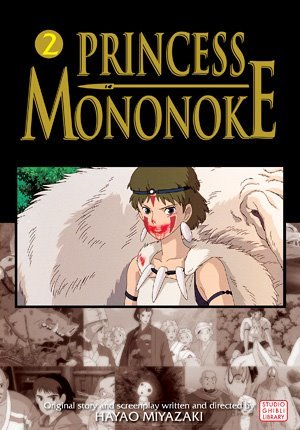 2
PRINCESS
MONONOKE
Original story and screenplay written and directed by
HAYAO MIYAZAKI
STUDIO
GHIBLI
LIBRARY